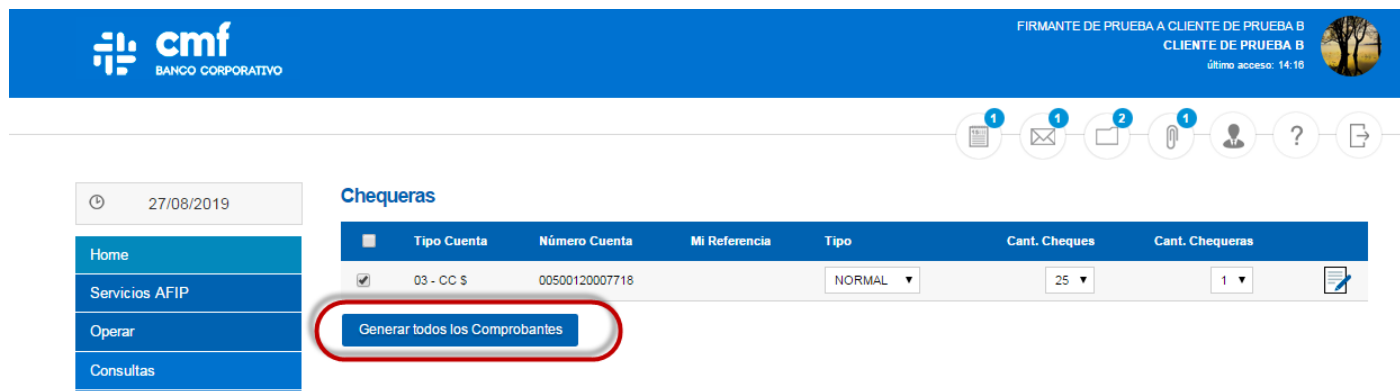 cmf
BANCO CORPORATIVO
FIRMANTE DE PRUEBA A CLIENTE DE PRUEBA B
CLIENTE DE PRUEBA B
último acceso: 14:16
1
1
2
1
?
27/08/2019
Home
Servicios AFIP
Operar
Consultas
Chequeras
Tipo Cuenta Número Cuenta Mi Referencia Tipo Cant. Cheques Cant. Chequeras
03 - CC $ 00500120007718 NORMAL 25 1
Generar todos los Comprobantes